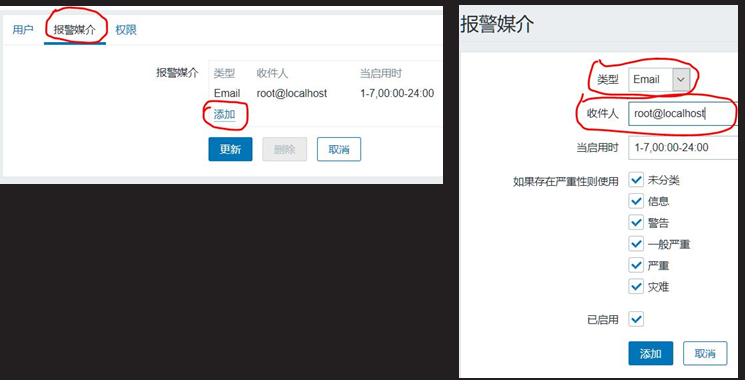 用户 报警媒介 权限
报警媒介 类型 收件人 当启用时
Email root@localhost 1-7,00:00-24:00
添加
更新 删除 取消
报警媒介
类型 Email
收件人 root@localhost
当启用时 1-7,00:00-24:00
如果存在严重性则使用 未分类
信息
警告
一般严重
严重
灾难
已启用
添加 取消